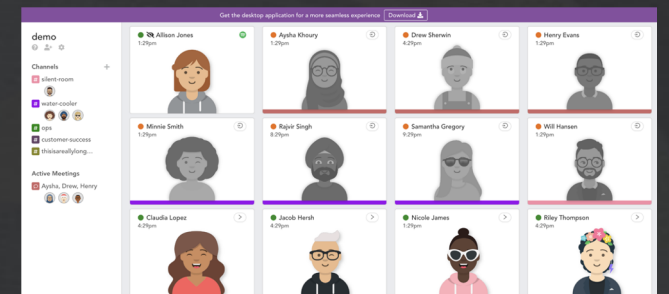 Get the desktop application for a more seamless experience Download
demo
Channels
silent-room
water-cooler
ops
customer-success
thisisareallylong...
Active Meetings
Aysha, Drew, Henry
Allison Jones
1:29pm
Aysha Khoury
1:29pm
Drew Sherwin
4:29pm
Henry Evans
1:29pm
Minnie Smith
1:29pm
Rajvir Singh
8:29pm
Samantha Gregory
9:29pm
Will Hansen
1:29pm
Claudia Lopez
4:29pm
Jacob Hersh
4:29pm
Nicole James
1:29pm
Riley Thompson
4:29pm